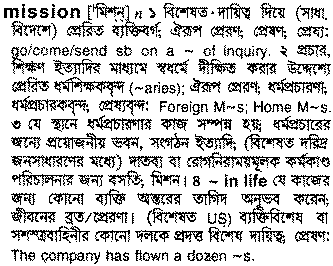 mission ['মিশন্] n ১ বিশেষত দায়িত্ব দিয়ে (সাধা.
বিদেশে) প্রেরিত ব্যক্তিবর্গ, ঐরূপ প্রেরণ; প্রেষণ; প্রেষ্য:
go/come/send sb on a ~ of inquiry. ২ প্রচার,
শিক্ষণ ইত্যাদির মাধ্যমে স্বধর্মে দীক্ষিত করার উদ্দেশ্যে
প্রেরিত ধর্মশিক্ষকবৃন্দ (~aries); ঐরূপ প্রেরণ; ধর্মপ্রচারণা,
ধর্মপ্রচারকবৃন্দ, প্রেষ্যবৃন্দ: Foreign M~s; Home M~s.
৩ যে স্থানে ধর্মপ্রচারণার কাজ সম্পন্ন হয়; ধর্মপ্রচারের
জন্যে প্রয়োজনীয় ভবন, সংগঠন ইত্যাদি; (বিশেষত দরিদ্র
জনসাধারণের মধ্যে) দাতব্য বা রোগনিরাময়মূলক কর্মকাণ্ড
পরিচালনার জন্য বসতি; মিশন। ৪ ~ in life যে কাজের
জন্য কোনো ব্যক্তি অন্তরের তাগিদ অনুভব করেন;
জীবনের ব্রত/প্রেরণা। (বিশেষত US) ব্যক্তিবিশেষ বা
সশস্ত্রবাহিনীর কোনো দলকে প্রদত্ত বিশেষ দায়িত্ব; প্রেষণ:
The company has flown a dozen ~s.